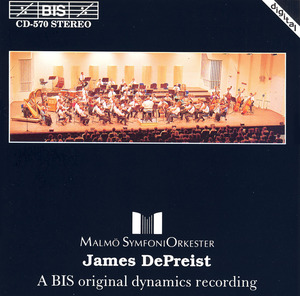 BIS
CD-570 STEREO
digital
MALMÖ SYMFONIORKESTER
James DePreist
A BIS original dynamics recording